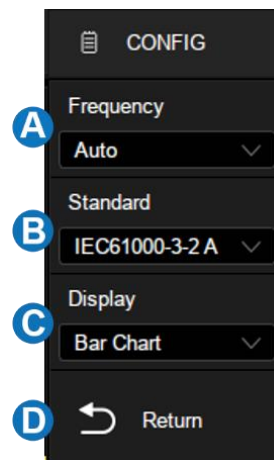 CONFIG
A
Frequency
Auto
B
Standard
IEC61000-3-2 A
C
Display
Bar Chart
D
Return